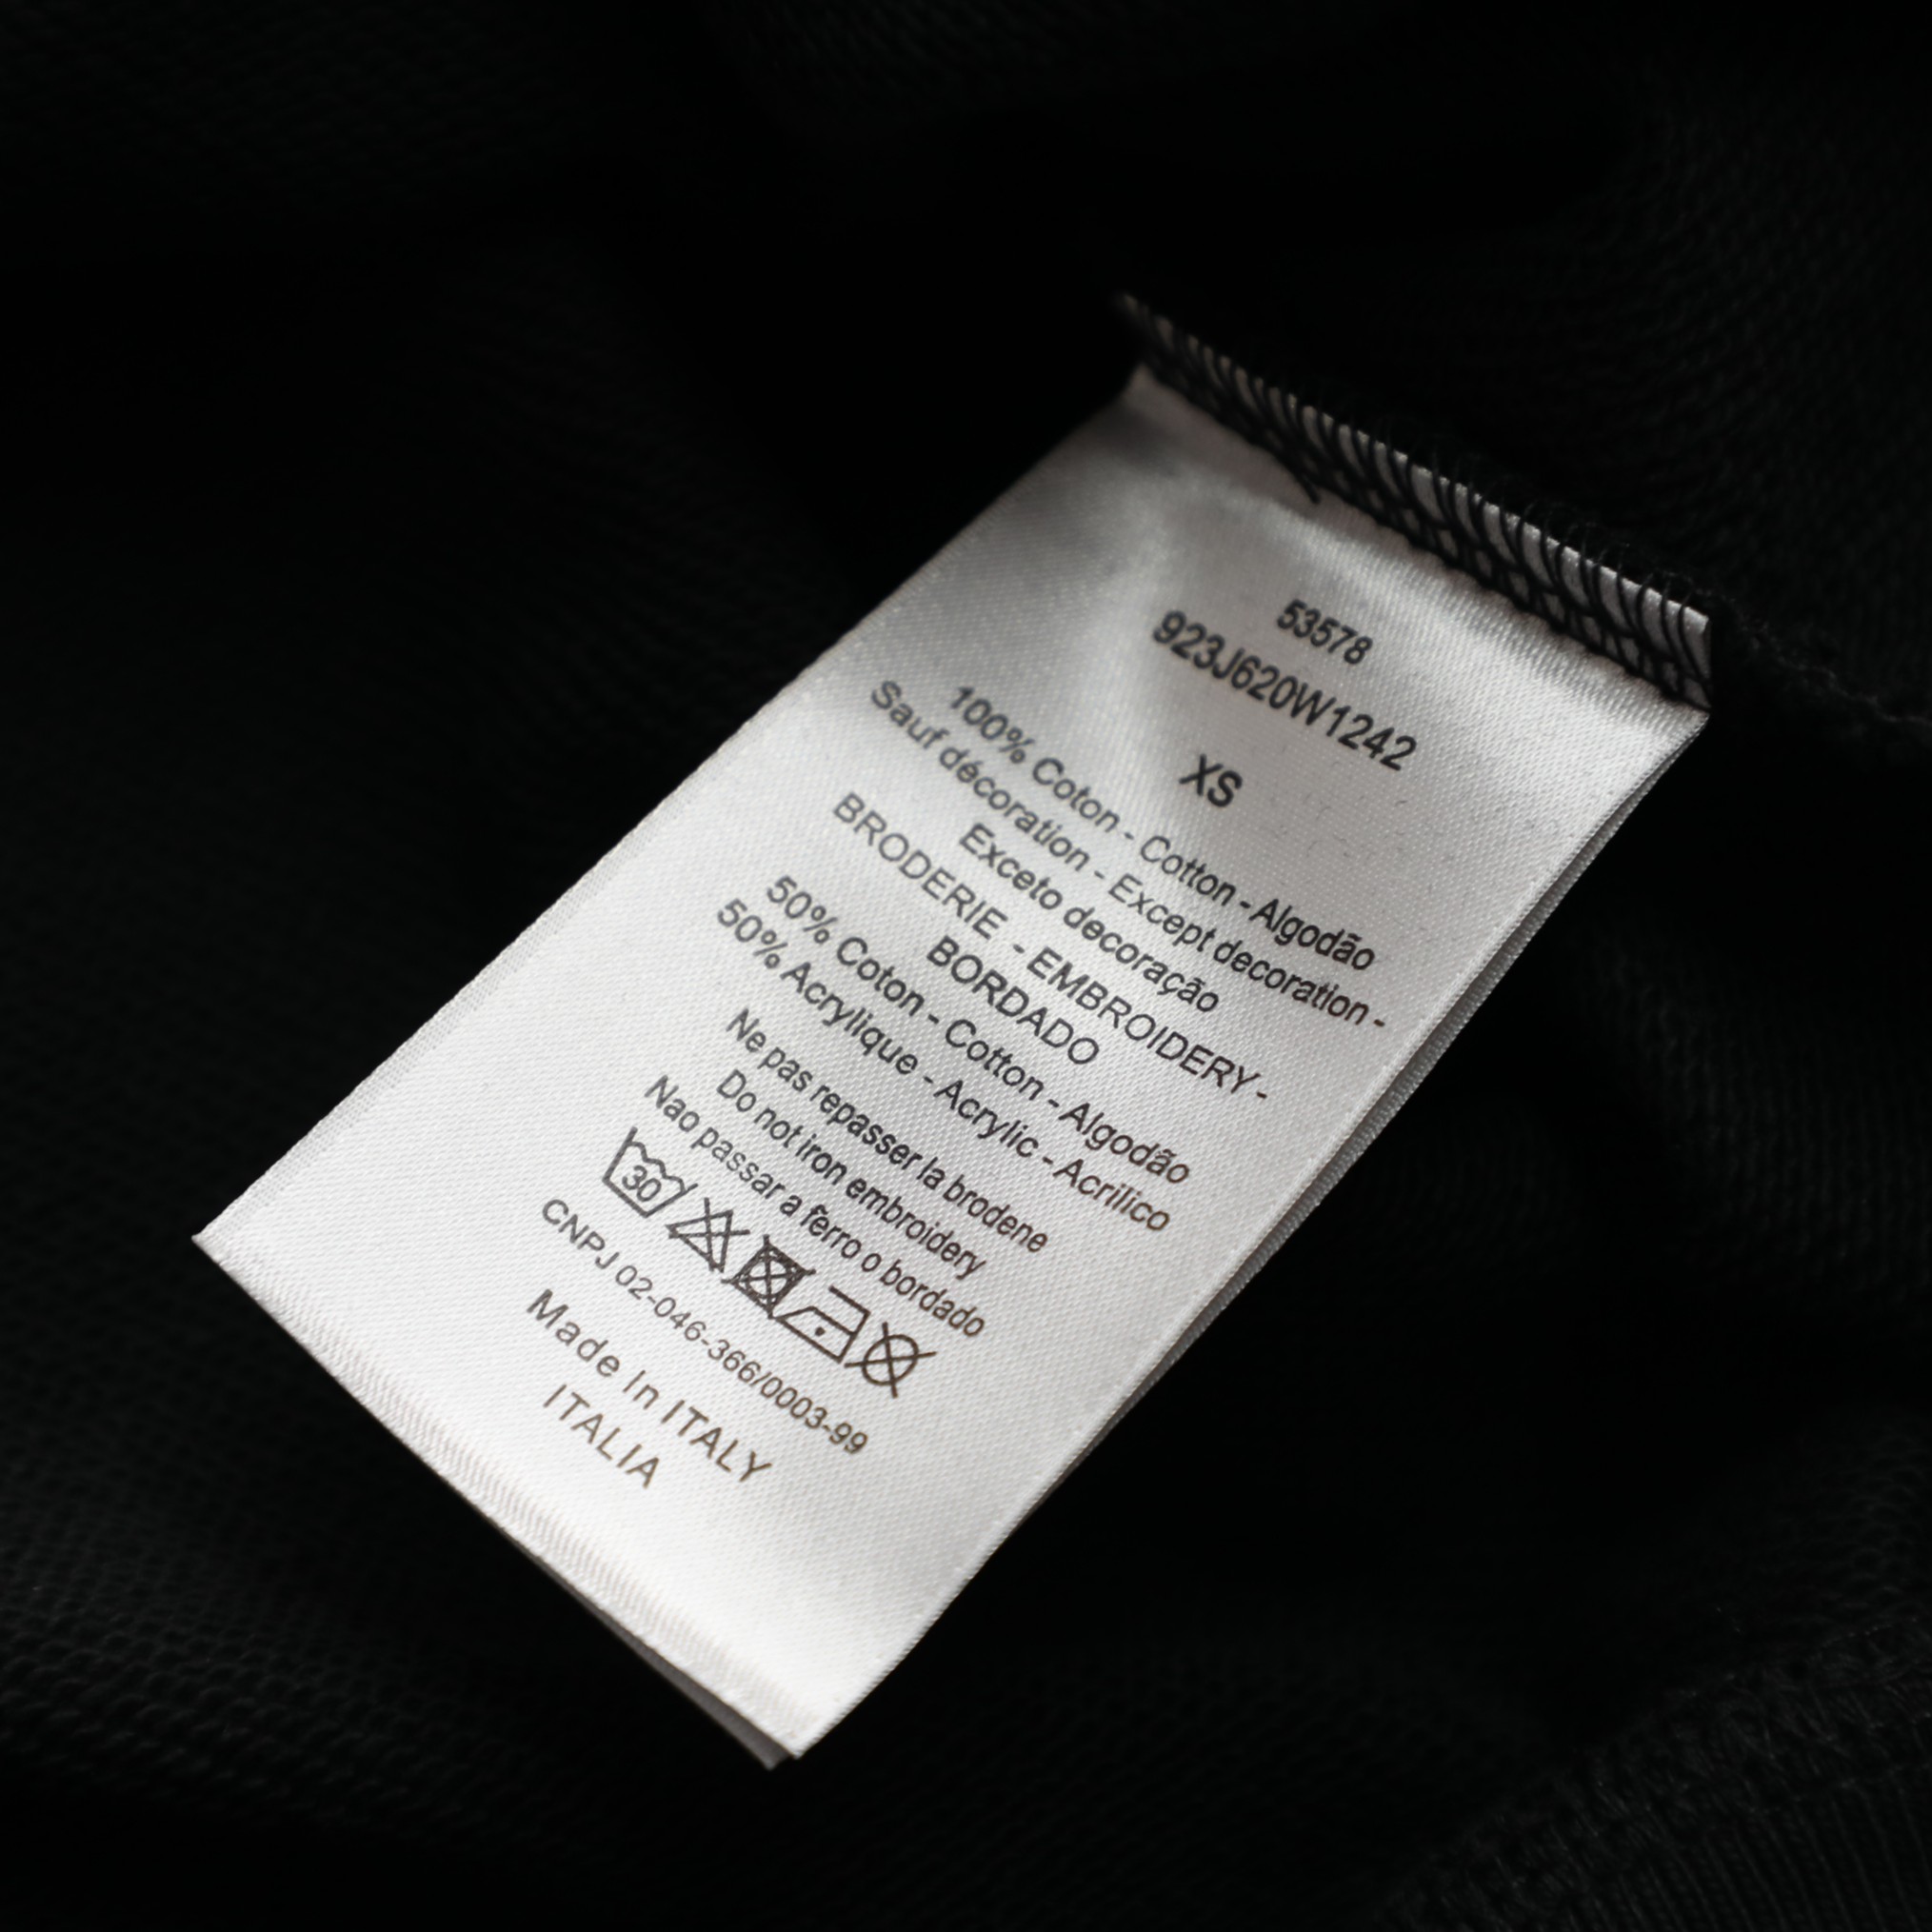 53578
923J620W1242
XS
100% Coton - Cotton - Algodão
Sauf décoration - Except decoration -
Exceto decoração
BRODERIE - EMBROIDERY -
BORDADO
50% Coton - Cotton - Algodão
50% Acrylique - Acrylic - Acrilico
Ne pas repasser la brodene
Do not iron embroidery
Nao passar a ferro o bordado
30
CNPJ 02-046-366/0003-99
Made In ITALY
ITALIA